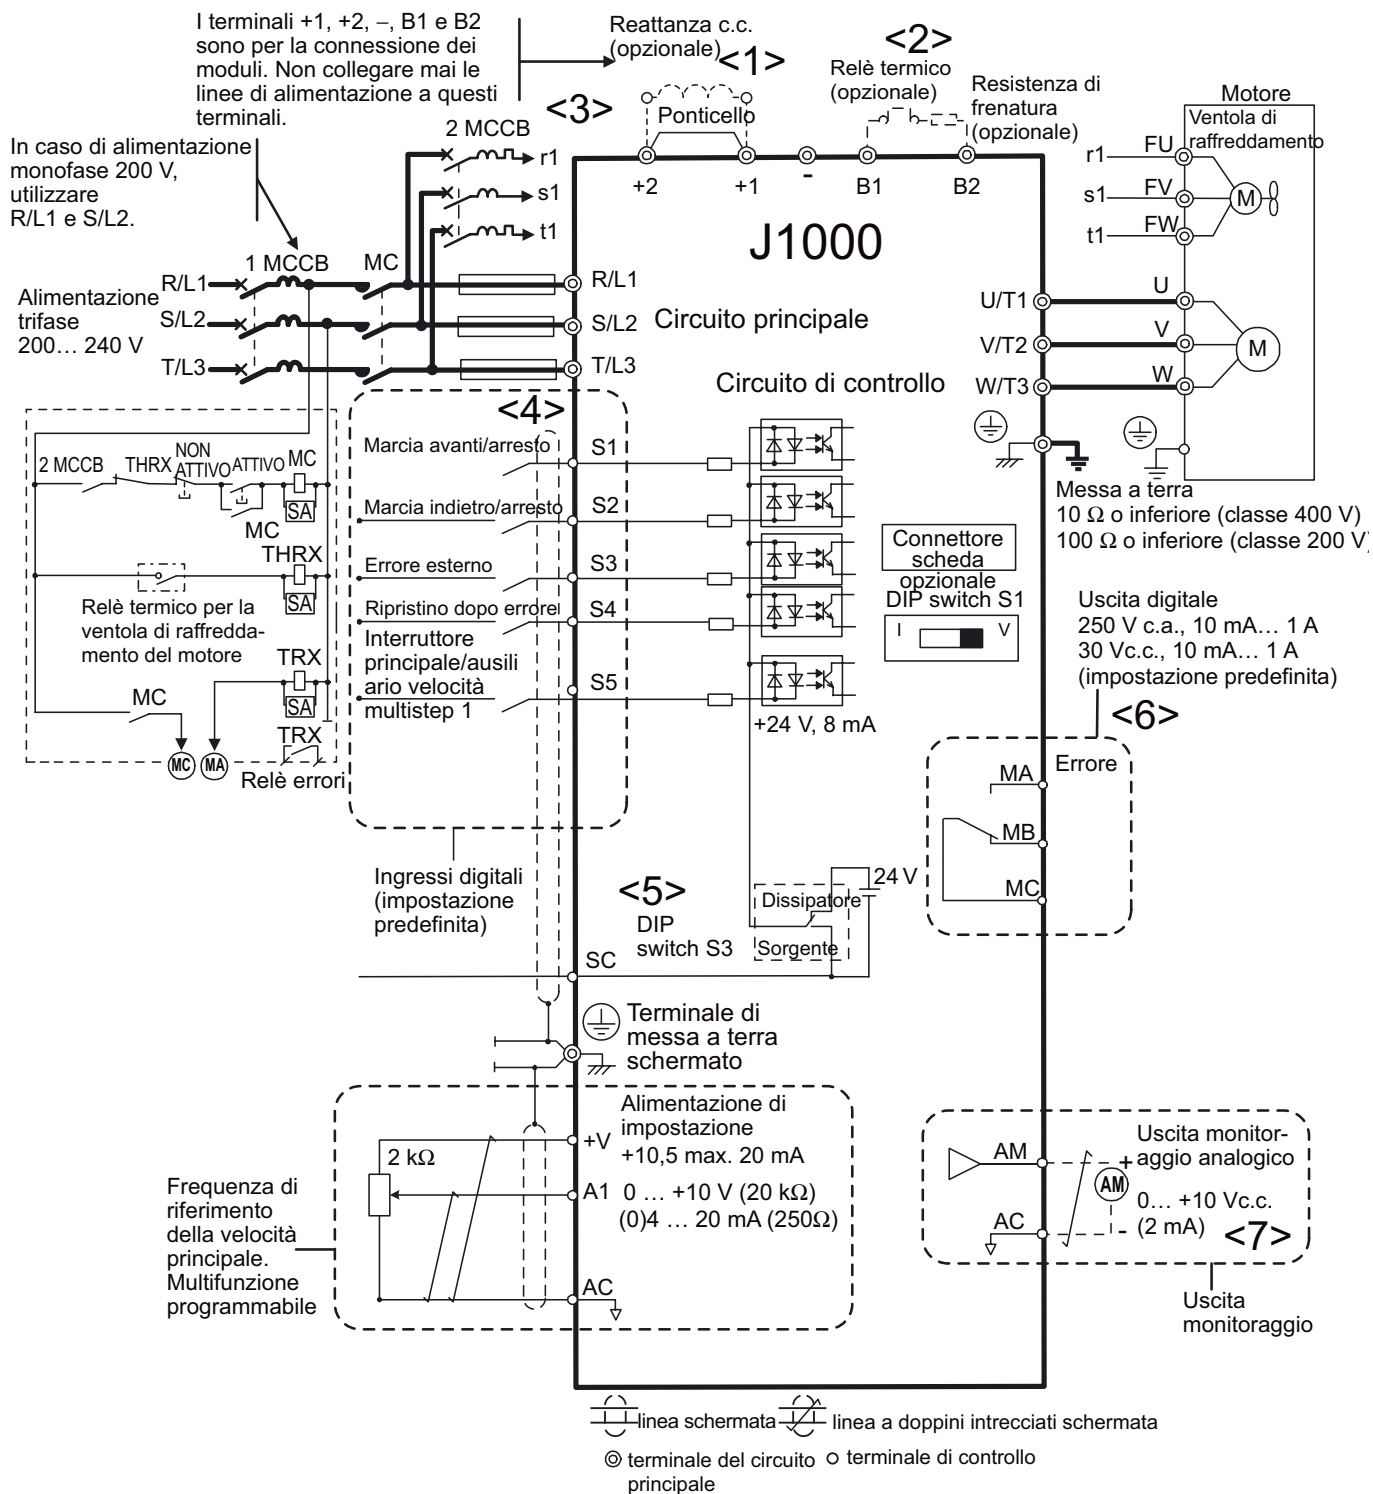 I terminali +1, +2, –, B1 e B2
sono per la connessione dei
moduli. Non collegare mai le
linee di alimentazione a questi
terminali.
Reattanza c.c.
(opzionale)
<1>
<2>
Relè termico
(opzionale)
Resistenza di
frenatura
(opzionale)
Motore
Ventola di
raffreddamento
<3>
Ponticello
2 MCCB
r1
s1
t1
In caso di alimentazione
monofase 200 V,
utilizzare
R/L1 e S/L2.
+2
+1
-
B1
B2
r1
FU
s1
FV
t1
FW
M
J1000
1 MCCB
MC
R/L1
S/L2
T/L3
Alimentazione
trifase
200… 240 V
R/L1
S/L2
T/L3
Circuito principale
Circuito di controllo
U/T1
V/T2
W/T3
U
V
W
M
Messa a terra
10 Ω o inferiore (classe 400 V)
100 Ω o inferiore (classe 200 V)
<4>
Marcia avanti/arresto
S1
Marcia indietro/arresto
S2
Errore esterno
S3
Ripristino dopo errore
S4
Interruttore
principale/ausili
ario velocità
multistep 1
S5
2 MCCB
THRX
NON
ATTIVO
ATTIVO
MC
SA
MC
THRX
SA
Relè termico per la
ventola di raffredda-
mento del motore
TRX
SA
MC
TRX
MC
MA
Relè errori
Connettore
scheda
opzionale
DIP switch S1
I
V
+24 V, 8 mA
Uscita digitale
250 V c.a., 10 mA… 1 A
30 Vc.c., 10 mA… 1 A
(impostazione predefinita)
<6>
Errore
MA
MB
MC
Ingressi digitali
(impostazione
predefinita)
<5>
DIP
switch S3
Dissipatore
Sorgente
24 V
SC
Terminale di
messa a terra
schermato
Frequenza di
riferimento
della velocità
principale.
Multifunzione
programmabile
2 kΩ
+V
Alimentazione di
impostazione
+10,5 max. 20 mA
A1
0 … +10 V (20 kΩ)
(0)4 … 20 mA (250Ω)
AC
AM
AC
+
AM
-
Uscita monitor-
aggio analogico
0… +10 Vc.c.
(2 mA)
<7>
Uscita
monitoraggio
linea schermata
linea a doppini intrecciati schermata
terminale del circuito
principale
terminale di controllo